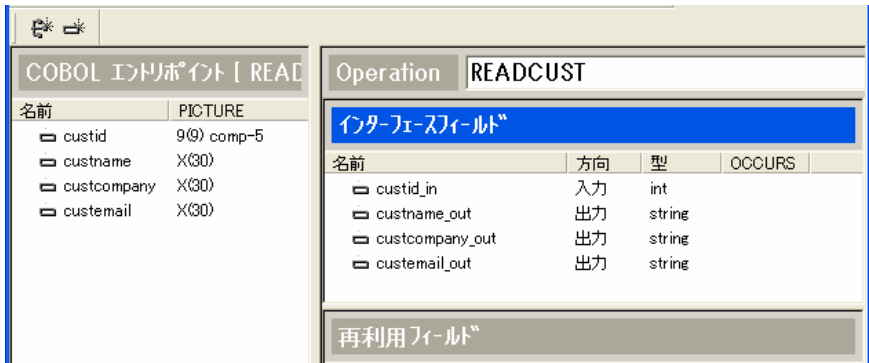 COBOL エントリポイント [ READ
名前 PICTURE
custid 9(9) comp-5
custname X(30)
custcompany X(30)
custemail X(30)
Operation READCUST
インターフェースフィールド
名前 方向 型 OCCURS
custid_in 入力 int
custname_out 出力 string
custcompany_out 出力 string
custemail_out 出力 string
再利用フィールド